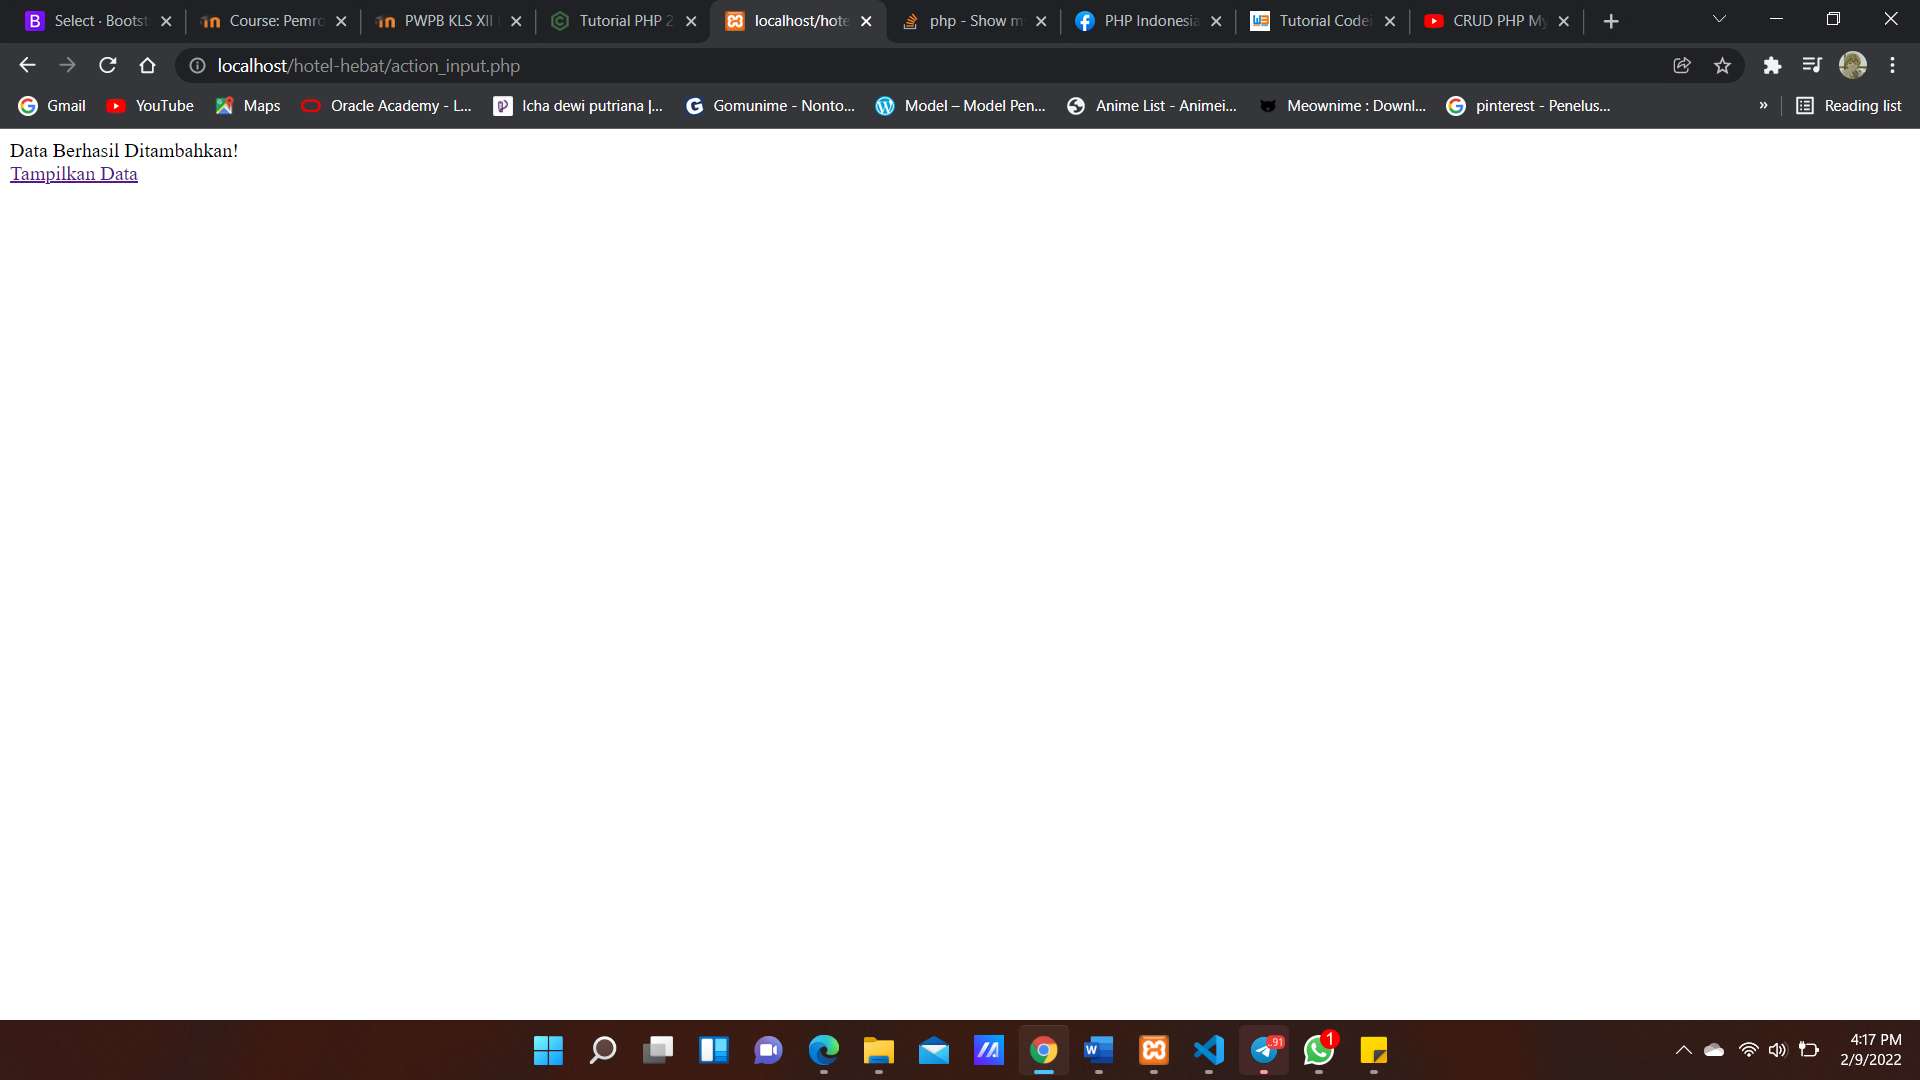 Select · Bootst
Course: Pemro
PWPB KLS XII
Tutorial PHP 2
localhost/hote
php - Show m
PHP Indonesia
Tutorial Codei
CRUD PHP My
localhost/hotel-hebat/action_input.php
Gmail
YouTube
Maps
Oracle Academy - L...
Icha dewi putriana |...
Gomunime - Nonto...
Model – Model Pen...
Anime List - Animei...
Meownime : Downl...
pinterest - Penelus...
»
Reading list
Data Berhasil Ditambahkan!
Tampilkan Data
..91
1
4:17 PM
2/9/2022